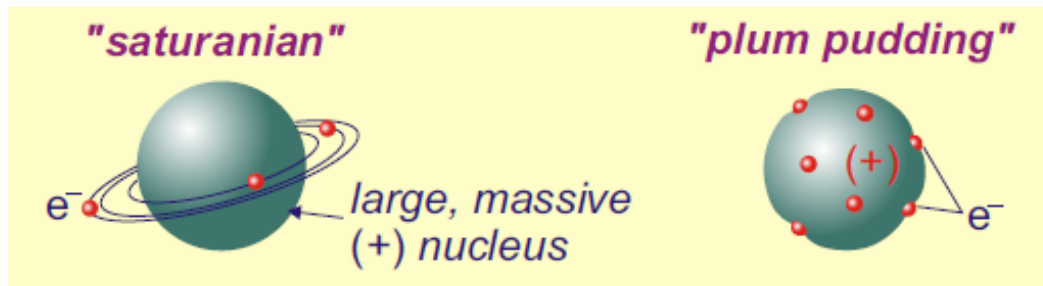 "saturanian"
"plum pudding"
(+)
e⁻
large, massive
(+) nucleus
e⁻